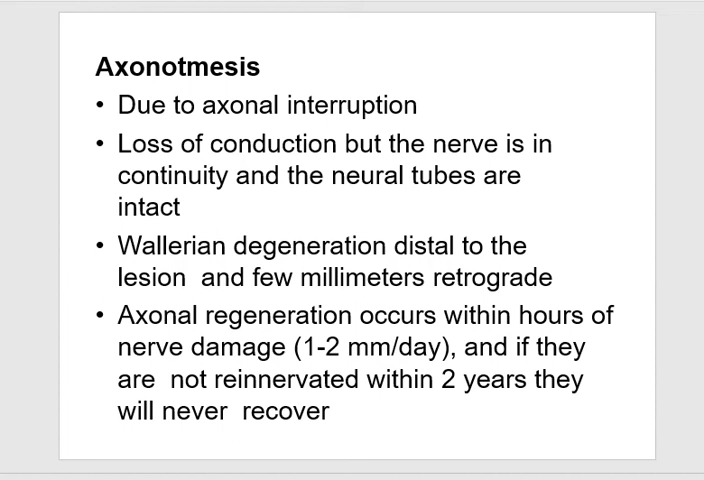 Axonotmesis
• Due to axonal interruption
• Loss of conduction but the nerve is in
continuity and the neural tubes are
intact
• Wallerian degeneration distal to the
lesion  and few millimeters retrograde
• Axonal regeneration occurs within hours of
nerve damage (1-2 mm/day), and if they
are  not reinnervated within 2 years they
will never  recover